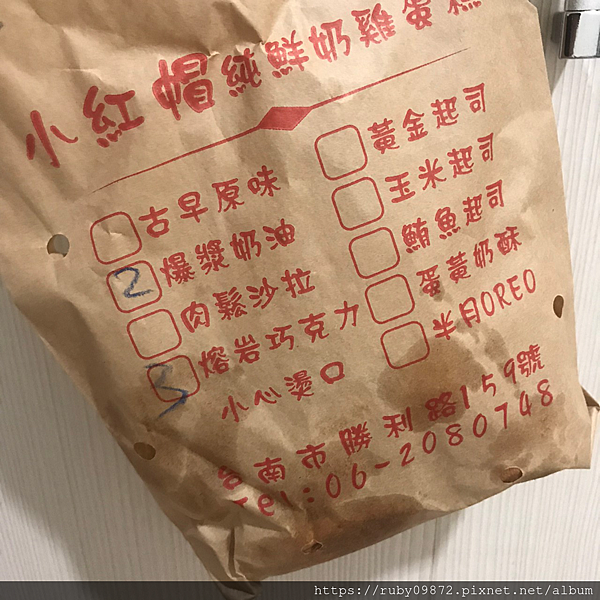 小紅帽純鮮奶雞蛋糕
古早原味
2 爆漿奶油
肉鬆沙拉
3 熔岩巧克力
黃金起司
玉米起司
鮪魚起司
蛋黃奶酥
半月OREO
小心燙口
台南市勝利路159號
Tel:06-2080748
https://ruby09872.pixnet.net/album